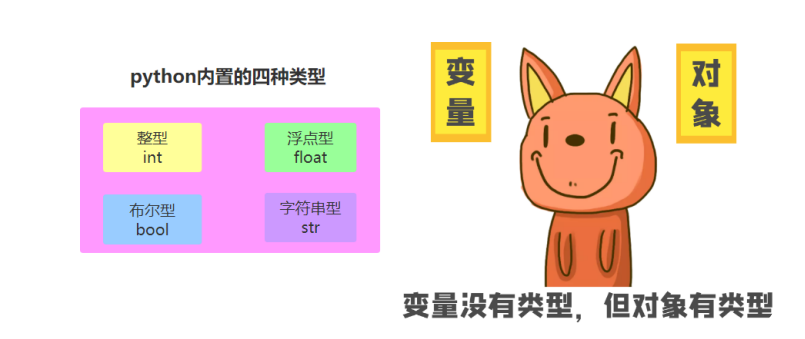 python内置的四种类型
整型
int
浮点型
float
布尔型
bool
字符串型
str
变量
对象
变量没有类型，但对象有类型